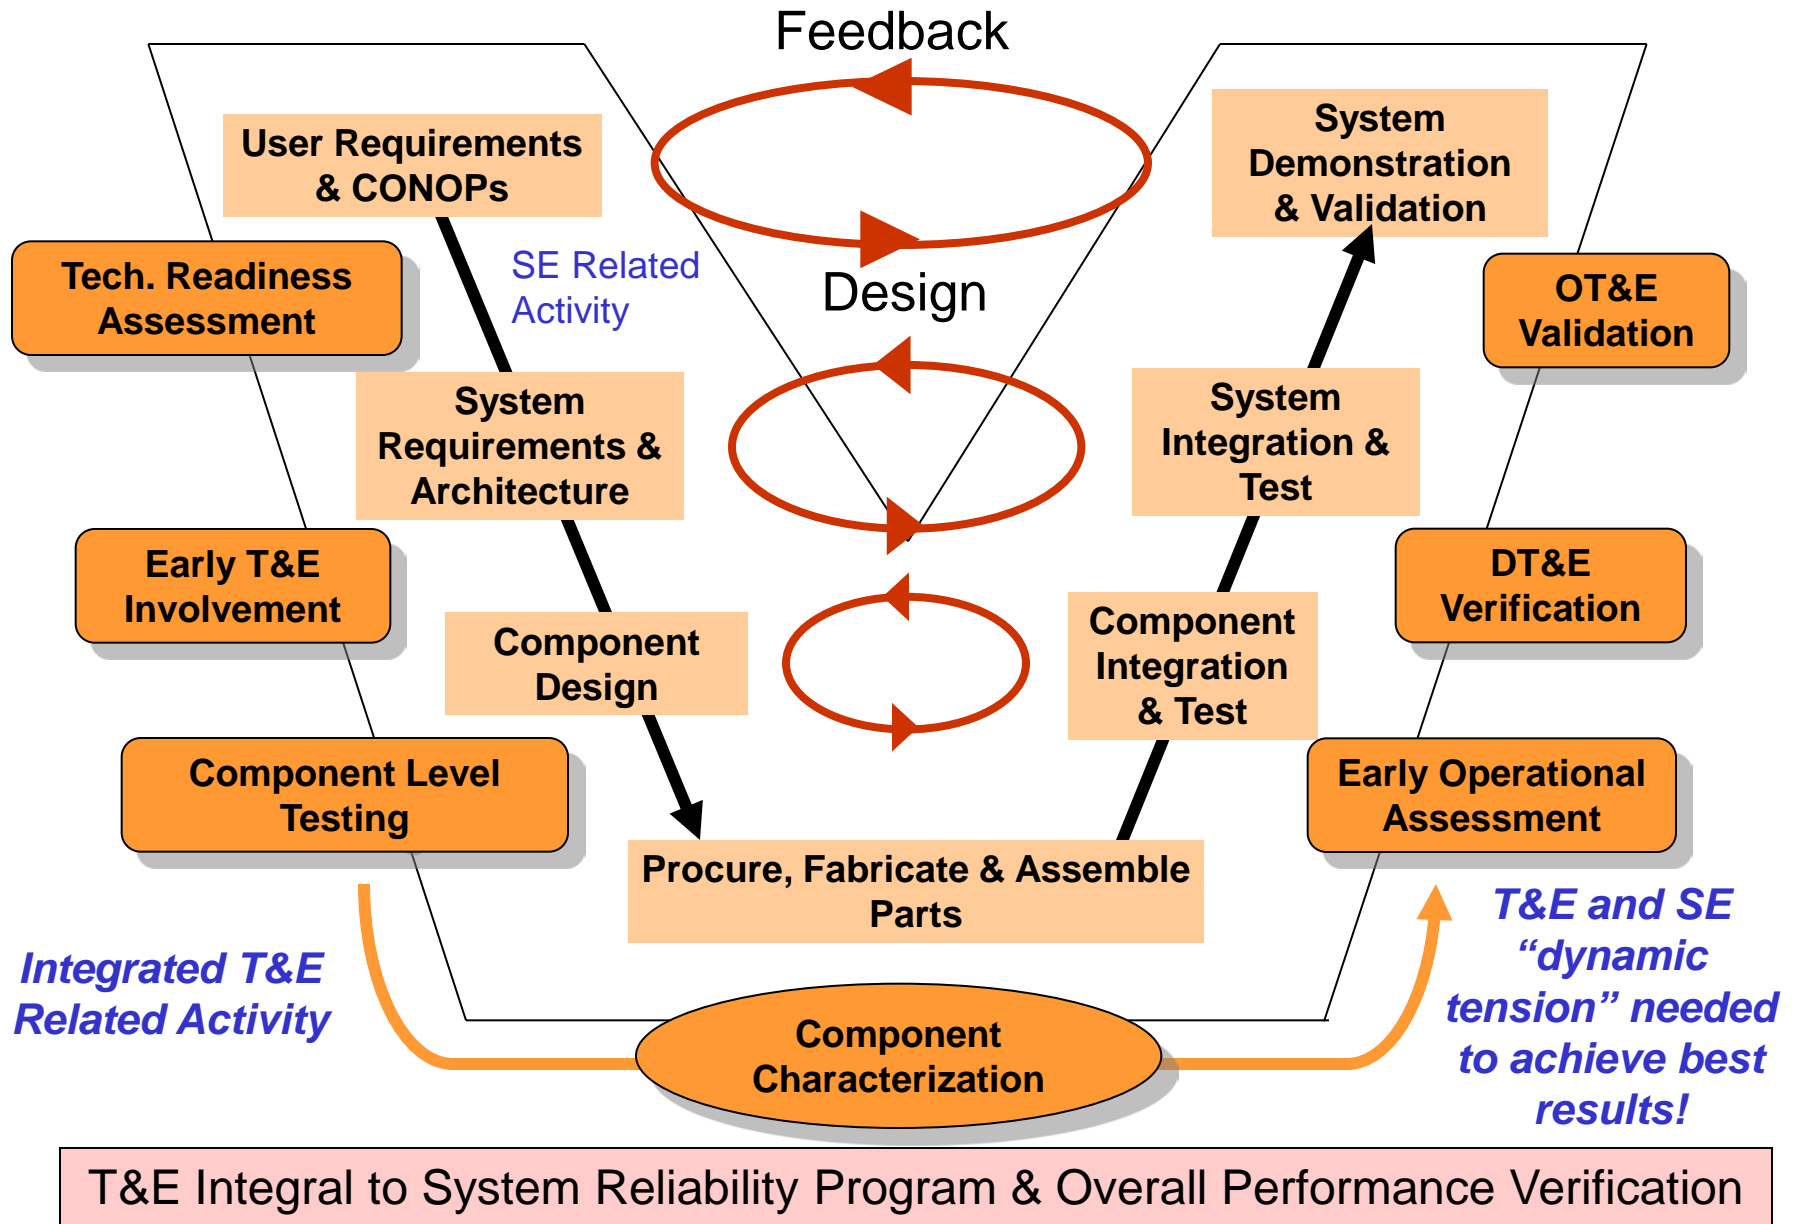 Feedback
User Requirements
& CONOPs
System
Demonstration
& Validation
Tech. Readiness
Assessment
SE Related
Activity
Design
OT&E
Validation
System
Requirements &
Architecture
System
Integration &
Test
Early T&E
Involvement
DT&E
Verification
Component
Design
Component
Integration
& Test
Component Level
Testing
Early Operational
Assessment
Procure, Fabricate & Assemble
Parts
Integrated T&E
Related Activity
T&E and SE
“dynamic
tension” needed
to achieve best
results!
Component
Characterization
T&E Integral to System Reliability Program & Overall Performance Verification